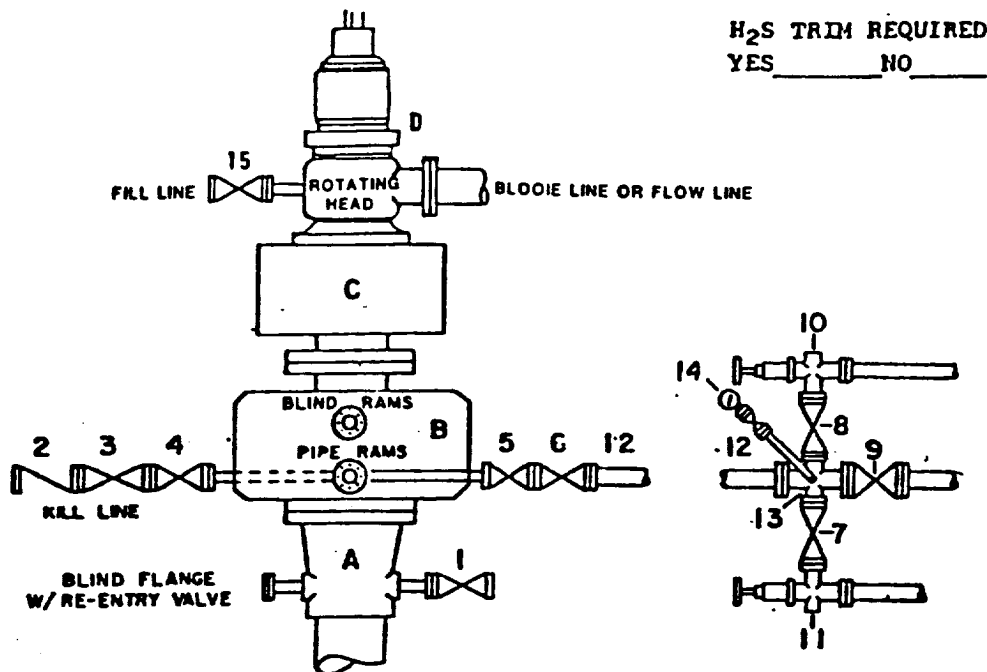 H₂S TRIM REQUIRED
YES______NO______
D
15
FILL LINE
ROTATING
HEAD
BLOOIE LINE OR FLOW LINE
C
10
14
BLIND RAMS
B
8
PIPE RAMS
2 3 4
5 6 12
12
9
KILL LINE
13
7
A
1
BLIND FLANGE
W/ RE-ENTRY VALVE
11